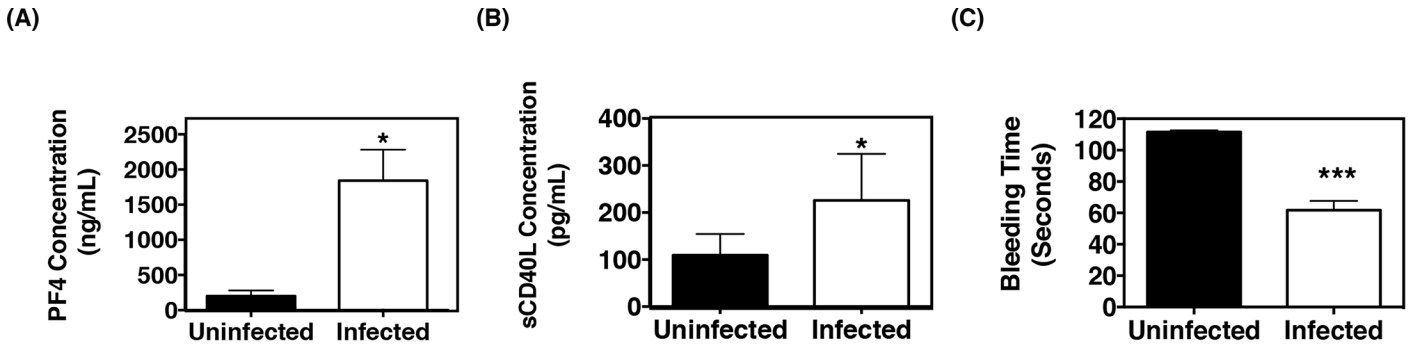 (A)
PF4 Concentration
(ng/mL)
2500
2000
1500
1000
500
0
*
Uninfected Infected
(B)
sCD40L Concentration
(pg/mL)
400
300
200
100
0
*
Uninfected Infected
(C)
Bleeding Time
(Seconds)
120
100
80
60
40
20
0
***
Uninfected Infected